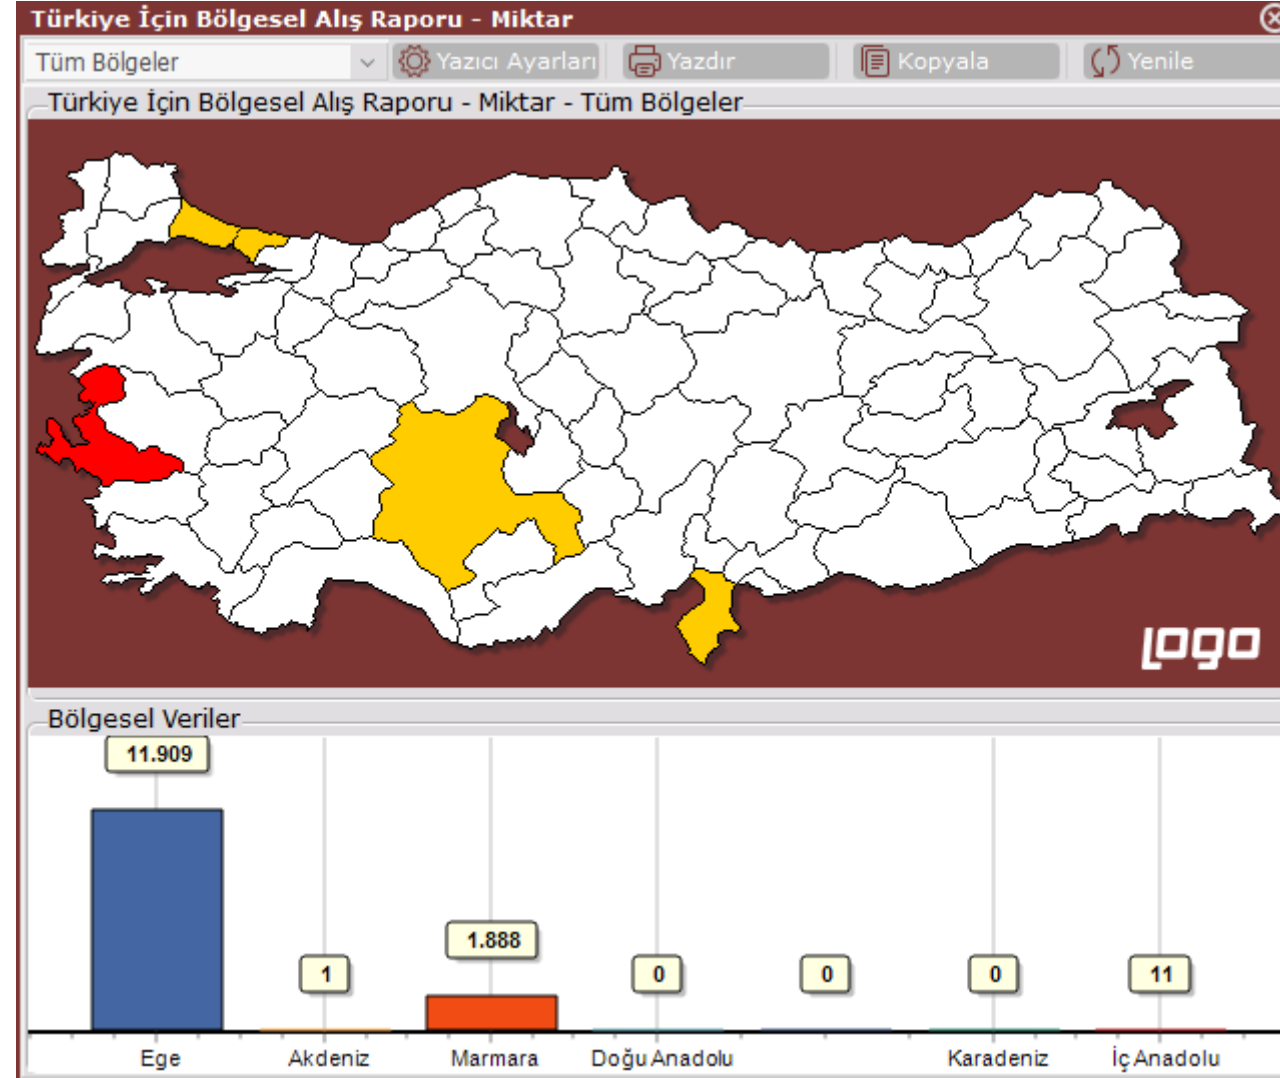 Türkiye İçin Bölgesel Alış Raporu - Miktar
Tüm Bölgeler
Yazıcı Ayarları
Yazdır
Kopyala
Yenile
Türkiye İçin Bölgesel Alış Raporu - Miktar - Tüm Bölgeler
LOGO
Bölgesel Veriler
11.909
1
1.888
0
0
0
11
Ege
Akdeniz
Marmara
Doğu Anadolu
Karadeniz
İç Anadolu